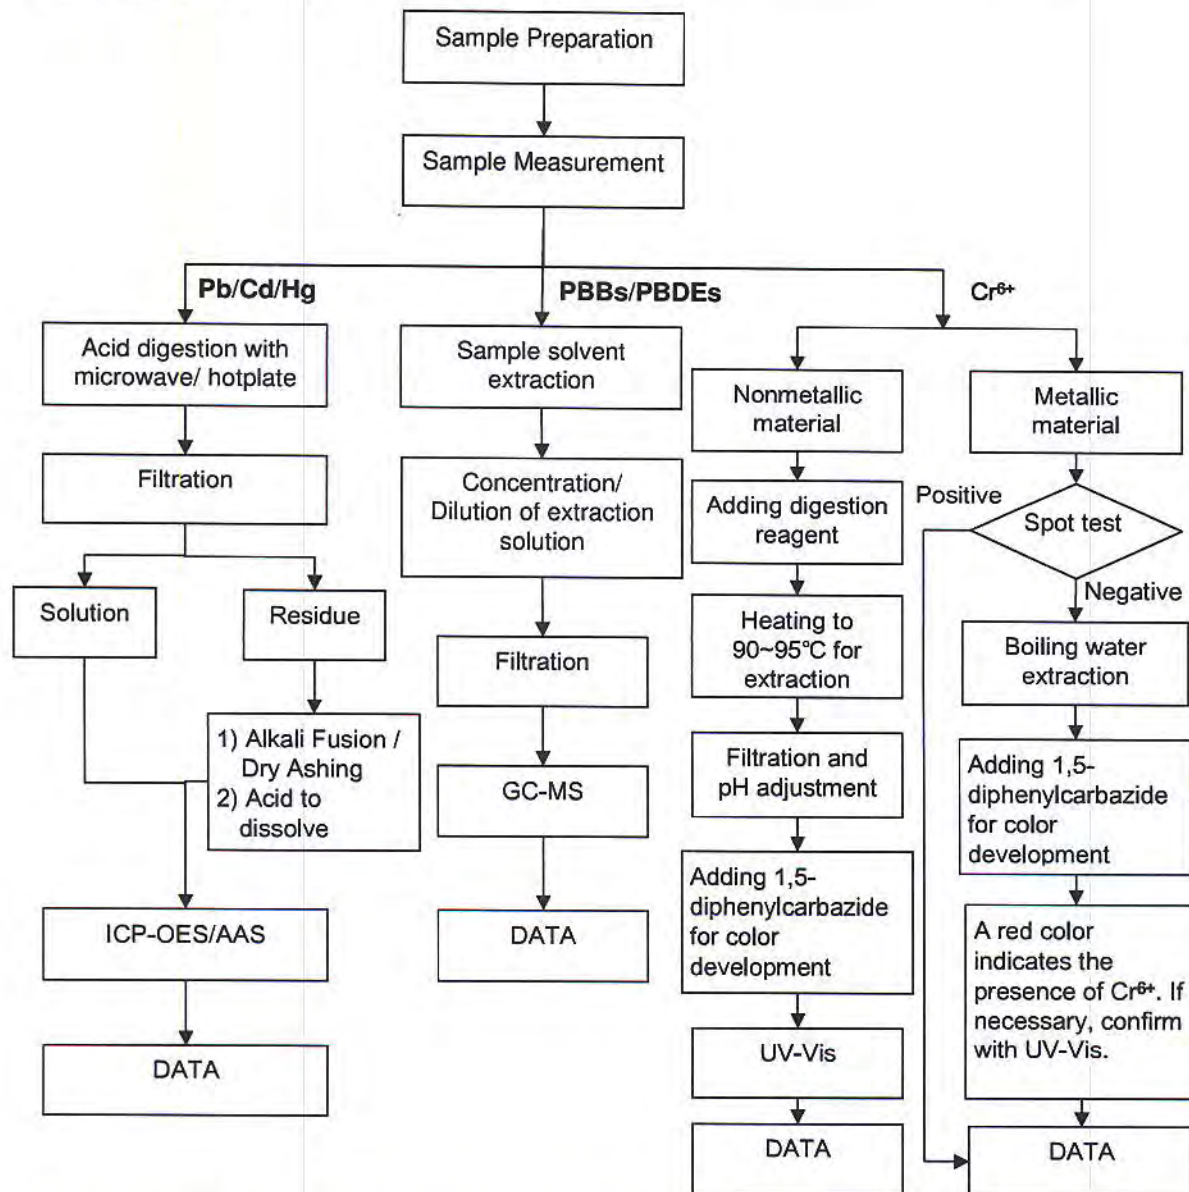 Sample Preparation
Sample Measurement
Pb/Cd/Hg
PBBs/PBDEs
Cr⁶⁺
Acid digestion with
microwave/ hotplate
Filtration
Solution
Residue
1) Alkali Fusion /
Dry Ashing
2) Acid to
dissolve
ICP-OES/AAS
DATA
Sample solvent
extraction
Concentration/
Dilution of extraction
solution
Filtration
GC-MS
DATA
Nonmetallic
material
Adding digestion
reagent
Heating to
90~95°C for
extraction
Filtration and
pH adjustment
Adding 1,5-
diphenylcarbazide
for color
development
UV-Vis
DATA
Metallic
material
Positive
Spot test
Negative
Boiling water
extraction
Adding 1,5-
diphenylcarbazide
for color
development
A red color
indicates the
presence of Cr⁶⁺. If
necessary, confirm
with UV-Vis.
DATA